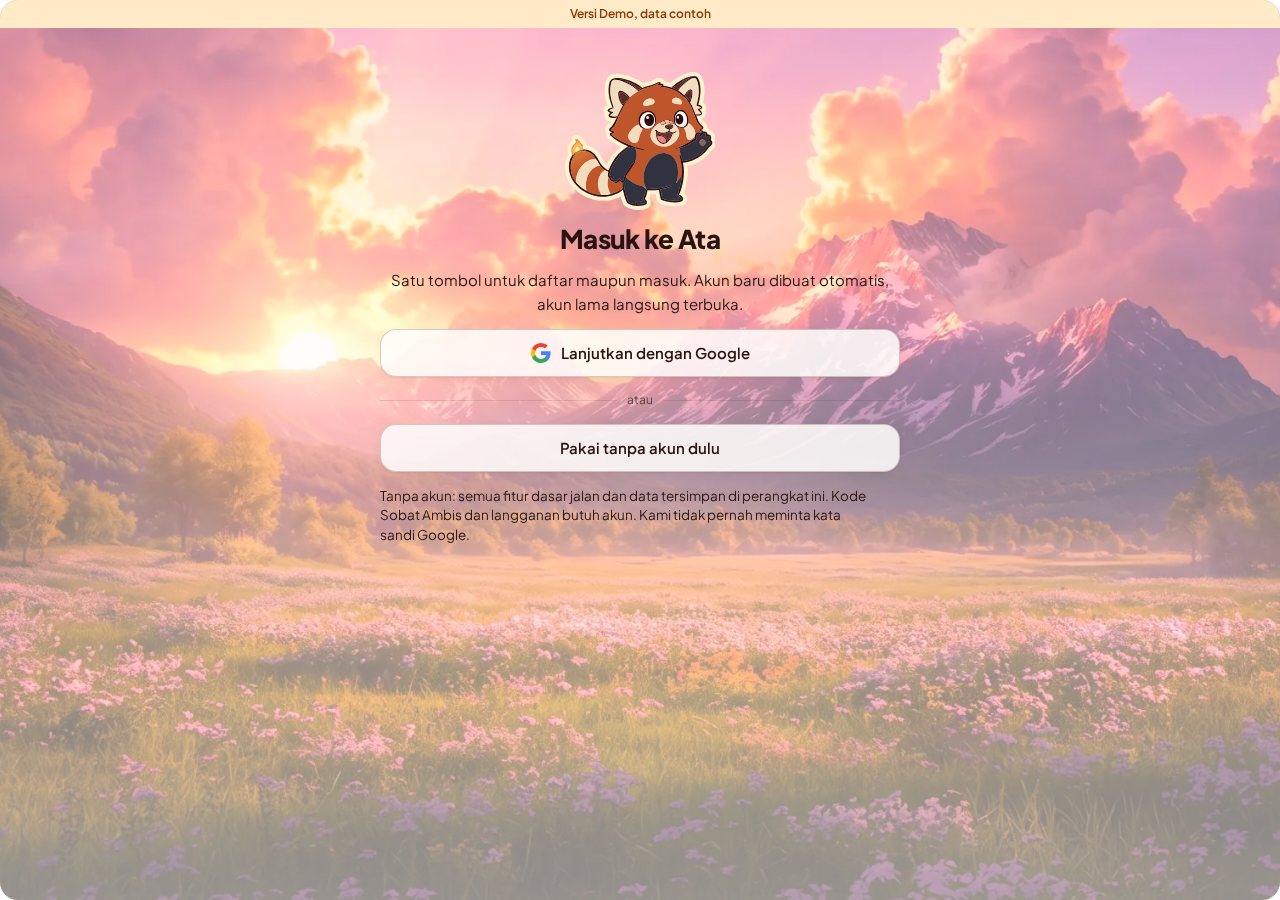 Versi Demo, data contoh
Masuk ke Ata
Satu tombol untuk daftar maupun masuk. Akun baru dibuat otomatis,
akun lama langsung terbuka.
Lanjutkan dengan Google
atau
Pakai tanpa akun dulu
Tanpa akun: semua fitur dasar jalan dan data tersimpan di perangkat ini. Kode
Sobat Ambis dan langganan butuh akun. Kami tidak pernah meminta kata
sandi Google.